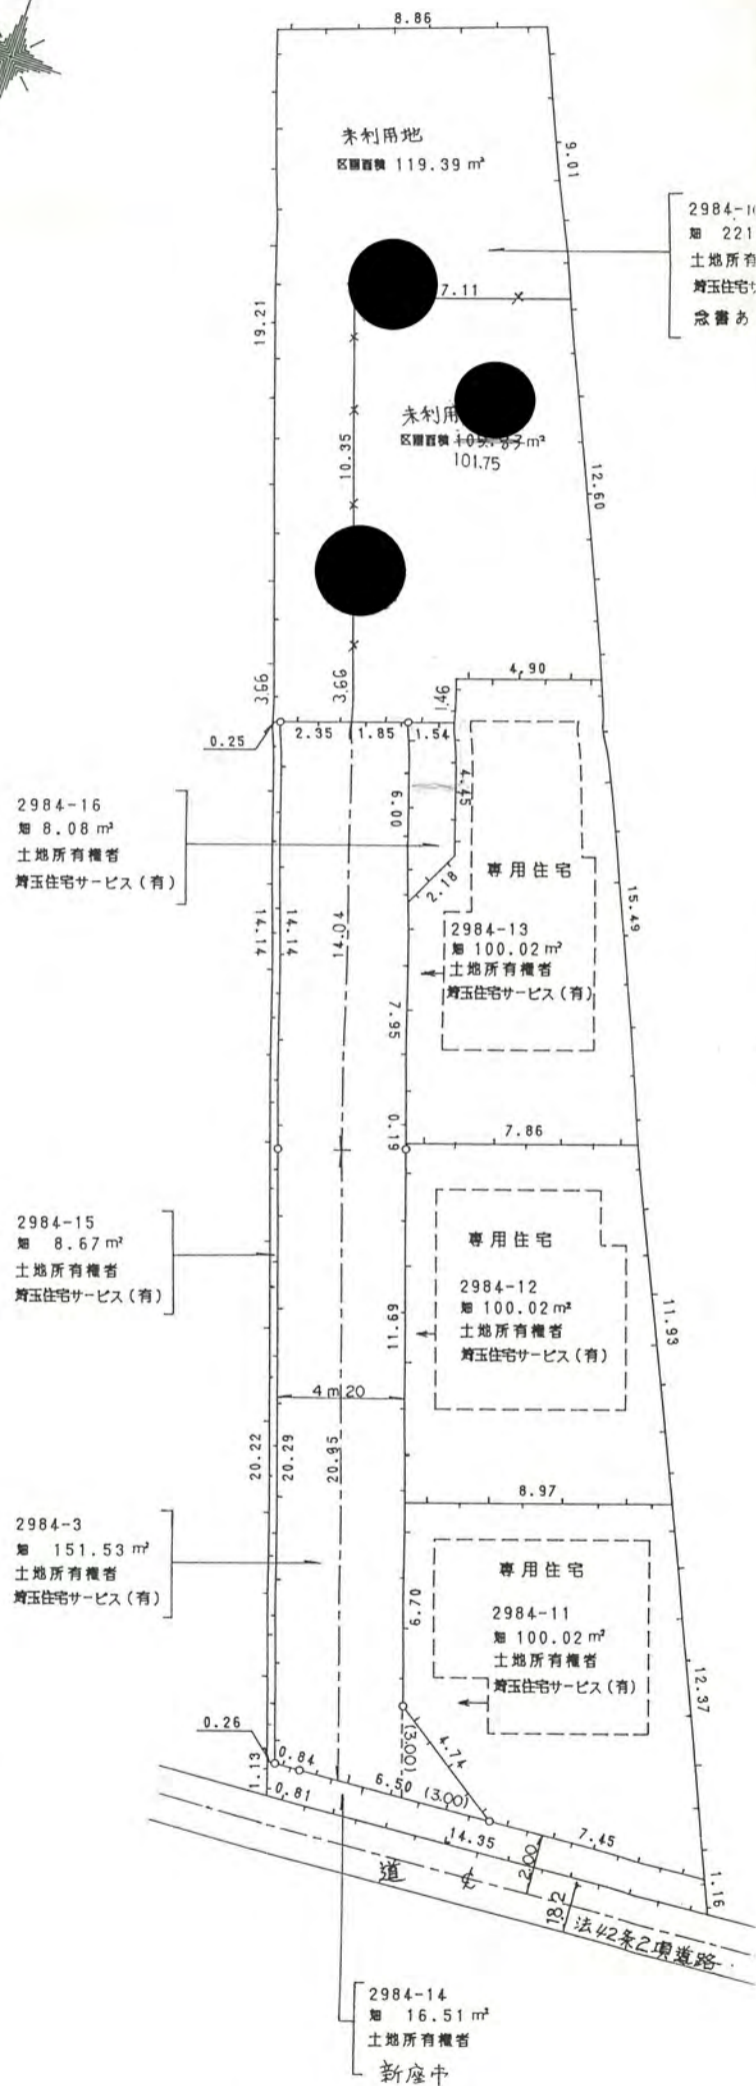 8.86
未利用地
区画面積 119.39 m²
9.01
2984-1
畑 221
土地所有
埼玉住宅
念書あ
7.11
19.21
未利用
区画面積 109.83 m²
101.75
10.35
12.60
3.66
3.66
1.46
4.90
0.25
2.35
1.85
1.54
2984-16
畑 8.08 m²
土地所有権者
埼玉住宅サービス(有)
6.00
4.45
2.18
専用住宅
15.49
2984-13
畑 100.02 m²
土地所有権者
埼玉住宅サービス(有)
14.14
14.14
14.04
7.95
0.19
7.86
2984-15
畑 8.67 m²
土地所有権者
埼玉住宅サービス(有)
専用住宅
2984-12
畑 100.02 m²
土地所有権者
埼玉住宅サービス(有)
11.69
11.93
4m20
20.22
20.29
20.95
8.97
2984-3
畑 151.53 m²
土地所有権者
埼玉住宅サービス(有)
専用住宅
2984-11
畑 100.02 m²
土地所有権者
埼玉住宅サービス(有)
6.70
12.37
0.26
0.84
1.13
0.81
6.50
(3.00)
(3.00)
4.74
14.35
7.45
1.16
2.00
道
1.82
法42条2項道路
2984-14
畑 16.51 m²
土地所有権者
新座市